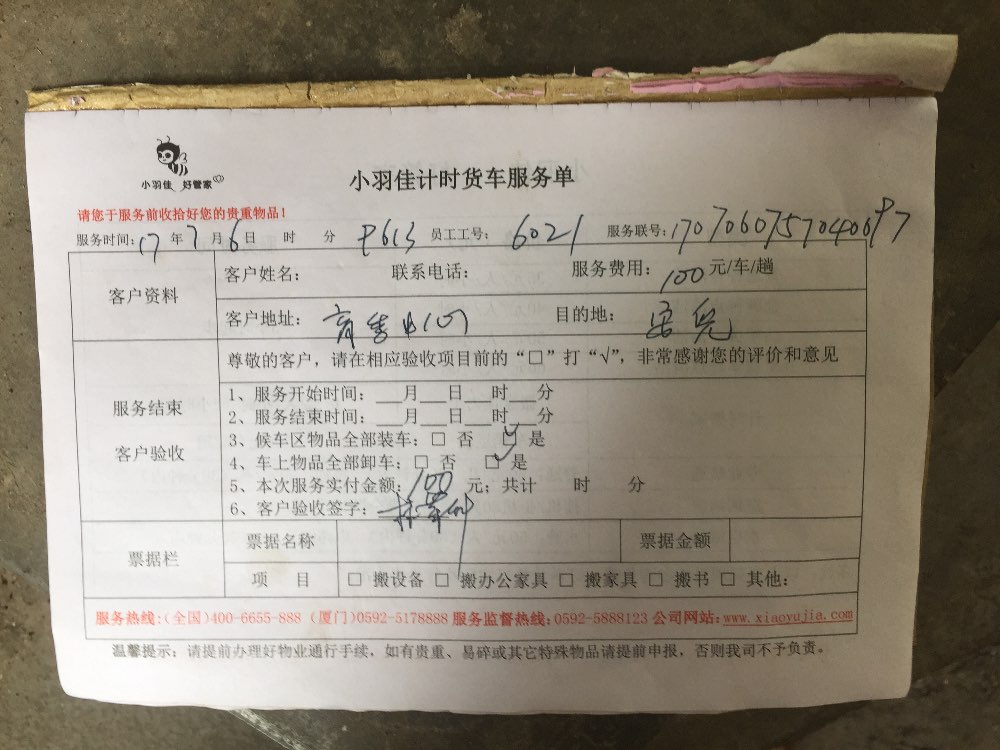 小羽佳 好管家
小羽佳计时货车服务单
请您于服务前收拾好您的贵重物品！
服务时间：17年7月6日 时 分 P613 员工工号：6021 服务联号：
客户资料
客户姓名： 联系电话： 服务费用：100元/车/趟
客户地址： 目的地：
服务结束
客户验收
尊敬的客户，请在相应验收项目前的“□”打“√”，非常感谢您的评价和意见
1、服务开始时间：___月___日___时___分
2、服务结束时间：___月___日___时___分
3、候车区物品全部装车：□ 否 □ 是
4、车上物品全部卸车：□ 否 □ 是
5、本次服务实付金额：100元；共计 时 分
6、客户验收签字：
票据栏
票据名称 票据金额
项 目 □ 搬设备 □ 搬办公家具 □ 搬家具 □ 搬书 □ 其他：
服务热线：（全国）400-6655-888（厦门）0592-5178888 服务监督热线：0592-5888123 公司网站：www.xiaoyujia.com
温馨提示：请提前办理好物业通行手续，如有贵重、易碎或其它特殊物品请提前申报，否则我司不予负责。